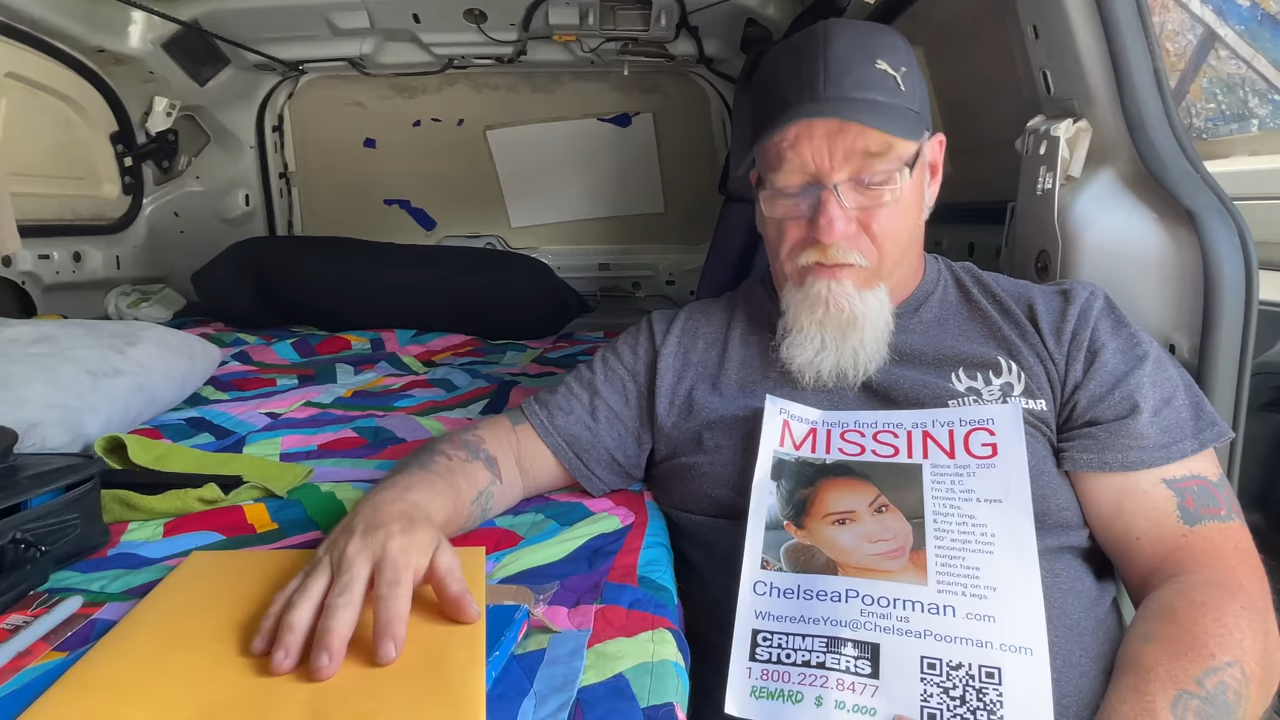 Please help find me, as I've been
MISSING
Since Sept. 2020
Granville ST.
Van. B.C.
I'm 25, with
brown hair & eyes
115 lbs.
Slight limp,
& my left arm
stays bent, at a
90° angle from
reconstructive
surgery.
I also have
noticeable
scaring on my
arms & legs.
ChelseaPoorman .com
Email us
WhereAreYou@ChelseaPoorman.com
CRIME
STOPPERS
1.800.222.8477
REWARD $ 10,000